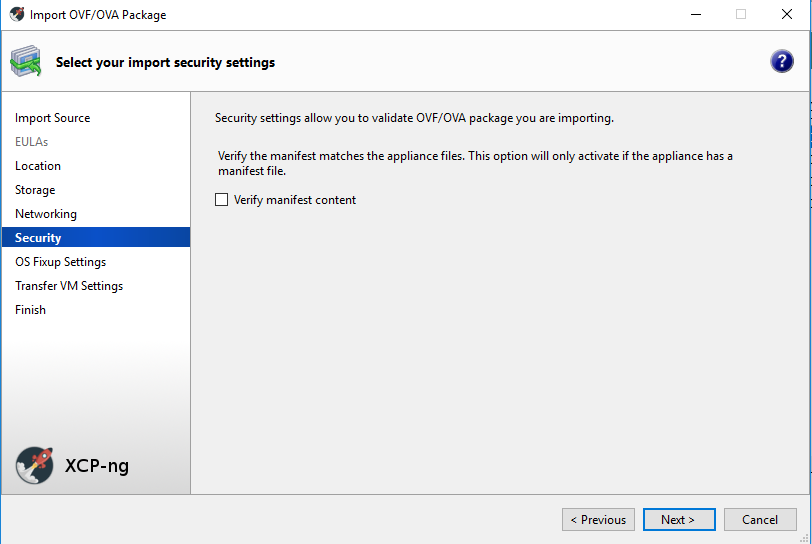 Import OVF/OVA Package
Select your import security settings
?
Import Source
EULAs
Location
Storage
Networking
Security
OS Fixup Settings
Transfer VM Settings
Finish
XCP-ng
Security settings allow you to validate OVF/OVA package you are importing.
Verify the manifest matches the appliance files. This option will only activate if the appliance has a
manifest file.
Verify manifest content
< Previous
Next >
Cancel